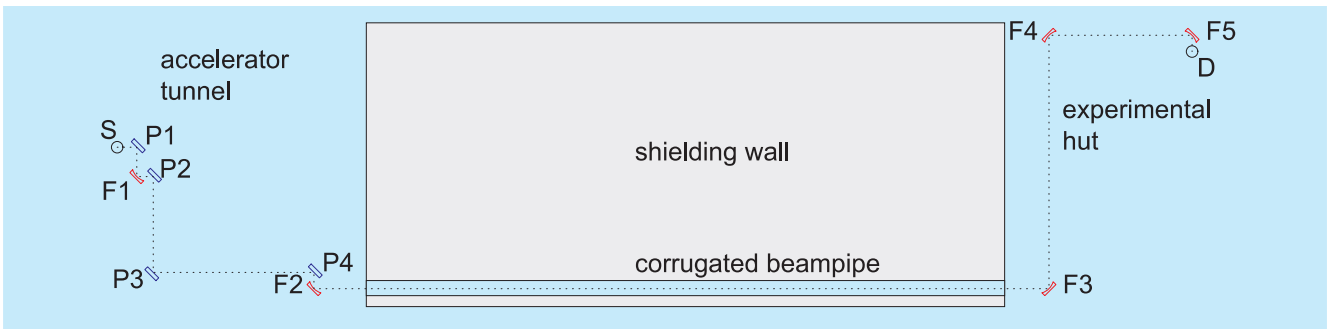 F4
F5
accelerator
tunnel
D
S
P1
experimental
hut
shielding wall
P2
F1
P3
P4
corrugated beampipe
F2
F3